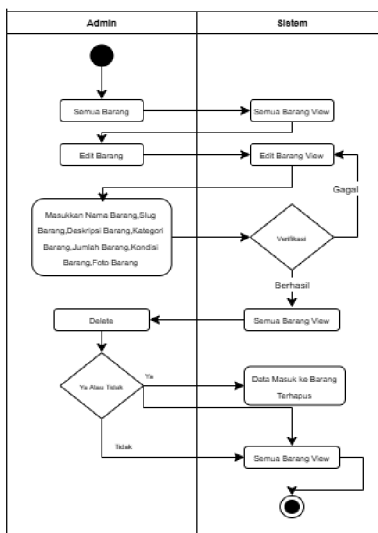 Admin
Sistem
Semua Barang
Semua Barang View
Edit Barang
Edit Barang View
Gagal
Masukkan Nama Barang,Slug
Barang,Deskripsi Barang,Kategori
Barang,Jumlah Barang,Kondisi
Barang,Foto Barang
Verifikasi
Berhasil
Delete
Semua Barang View
Ya Atau Tidak
Ya
Data Masuk ke Barang
Terhapus
Tidak
Semua Barang View